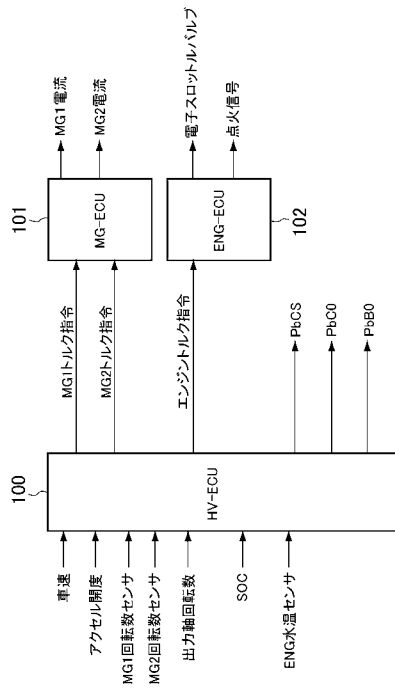 車速
アクセル開度
MG1回転数センサ
MG2回転数センサ
出力軸回転数
SOC
ENG水温センサ
100
HV-ECU
MG1トルク指令
MG2トルク指令
エンジントルク指令
PbCS
PbC0
PbB0
101
MG-ECU
MG1電流
MG2電流
ENG-ECU
102
電子スロットルバルブ
点火信号